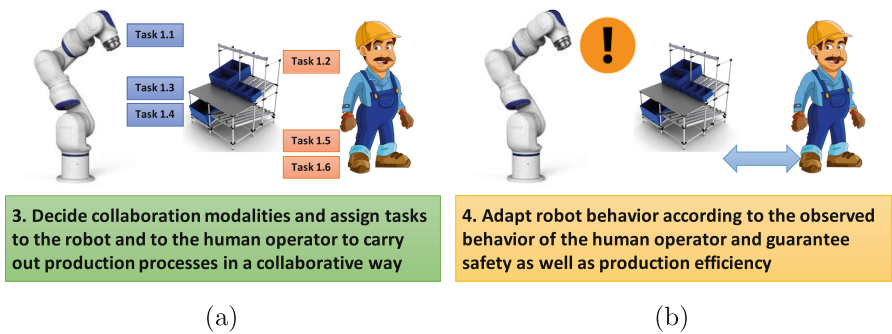 Task 1.1
Task 1.2
Task 1.3
Task 1.4
Task 1.5
Task 1.6
!
3. Decide collaboration modalities and assign tasks
to the robot and to the human operator to carry
out production processes in a collaborative way
4. Adapt robot behavior according to the observed
behavior of the human operator and guarantee
safety as well as production efficiency
(a)
(b)